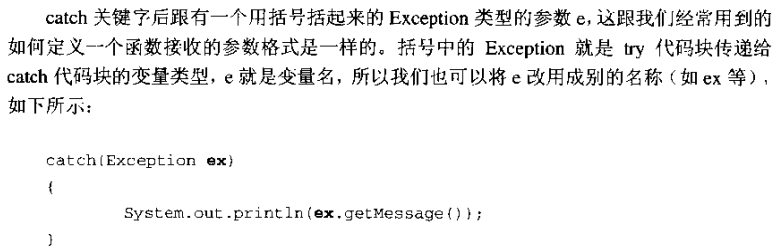 catch 关键字后跟有一个用括号括起来的 Exception 类型的参数 e，这跟我们经常用到的
如何定义一个函数接收的参数格式是一样的。括号中的 Exception 就是 try 代码块传递给
catch 代码块的变量类型，e 就是变量名，所以我们也可以将 e 改用成别的名称（如 ex 等），
如下所示：
catch(Exception ex)
{
System.out.println(ex.getMessage());
}